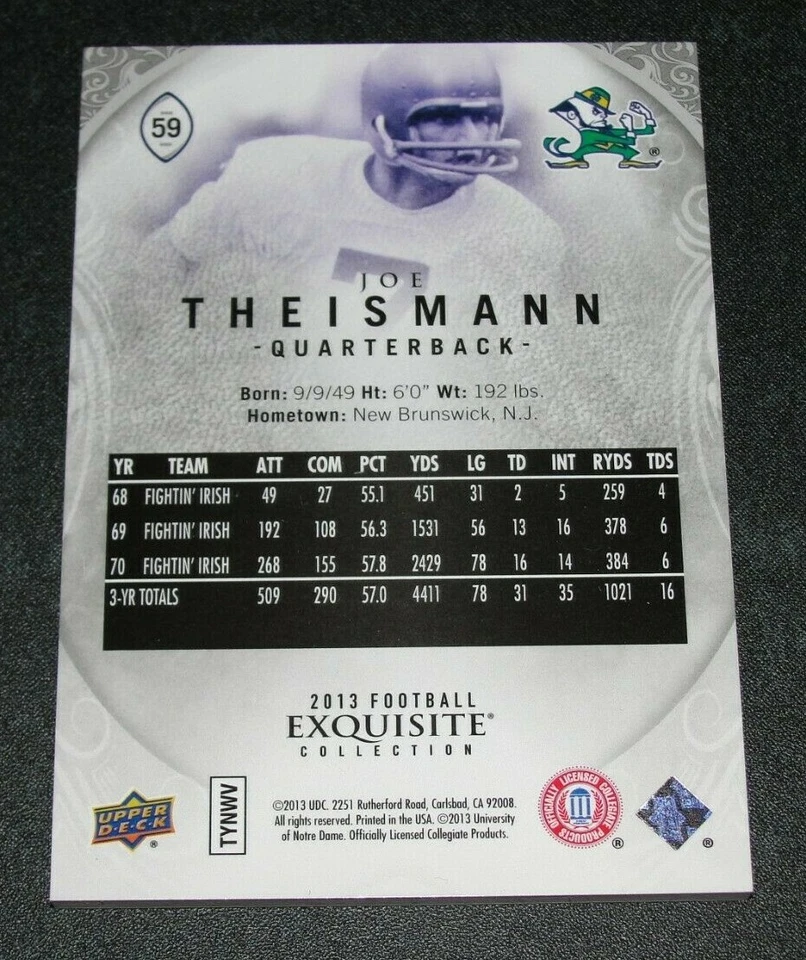 59
®
JOE
THEISMANN
-QUARTERBACK-
Born: 9/9/49 Ht: 6'0" Wt: 192 lbs.
Hometown: New Brunswick, N.J.
YR TEAM ATT COM PCT YDS LG TD INT RYDS TDS
68 FIGHTIN' IRISH 49 27 55.1 451 31 2 5 259 4
69 FIGHTIN' IRISH 192 108 56.3 1531 56 13 16 378 6
70 FIGHTIN' IRISH 268 155 57.8 2429 78 16 14 384 6
3-YR TOTALS 509 290 57.0 4411 78 31 35 1021 16
2013 FOOTBALL
EXQUISITE®
COLLECTION
UPPER
D·E·C·K
®
TYNWV
©2013 UDC. 2251 Rutherford Road, Carlsbad, CA 92008.
All rights reserved. Printed in the USA. ©2013 University
of Notre Dame. Officially Licensed Collegiate Products.
OFFICIALLY LICENSED COLLEGIATE PRODUCTS
®
®